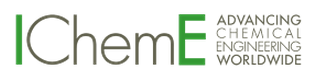 IChemE
ADVANCING
CHEMICAL
ENGINEERING
WORLDWIDE